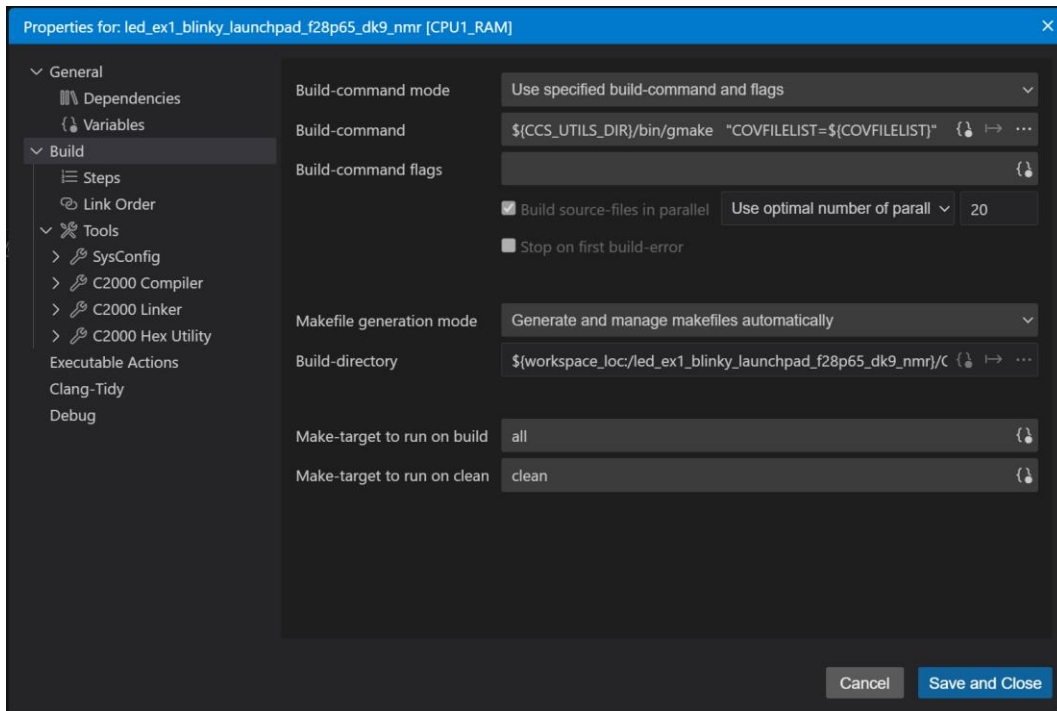 Properties for: led_ex1_blinky_launchpad_f28p65_dk9_nmr [CPU1_RAM]
General
Dependencies
Variables
Build
Steps
Link Order
Tools
SysConfig
C2000 Compiler
C2000 Linker
C2000 Hex Utility
Executable Actions
Clang-Tidy
Debug
Build-command mode
Use specified build-command and flags
Build-command
${CCS_UTILS_DIR}/bin/gmake "COVFILELIST=${COVFILELIST}"
Build-command flags
Build source-files in parallel
Use optimal number of parall
20
Stop on first build-error
Makefile generation mode
Generate and manage makefiles automatically
Build-directory
${workspace_loc:/led_ex1_blinky_launchpad_f28p65_dk9_nmr}/C
Make-target to run on build
all
Make-target to run on clean
clean
Cancel
Save and Close